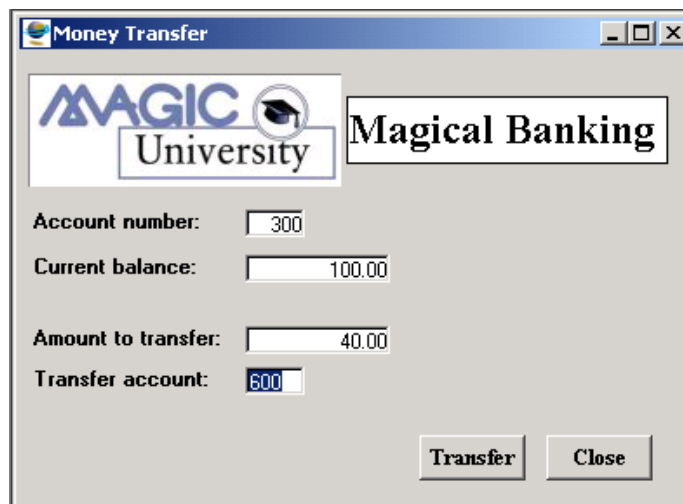 Money Transfer
MAGIC
University
Magical Banking
Account number: 300
Current balance: 100.00
Amount to transfer: 40.00
Transfer account: 600
Transfer Close